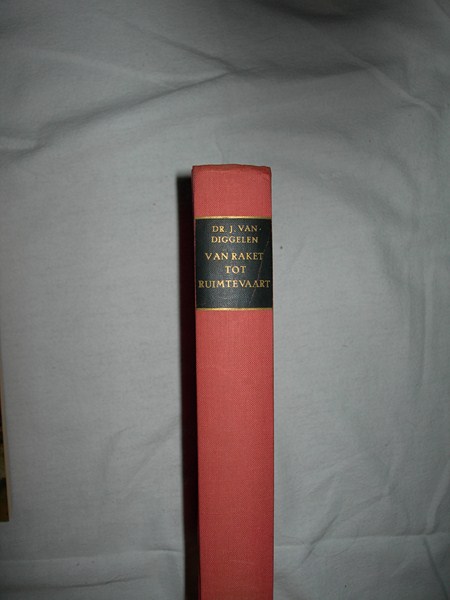 DR. J. VAN
DIGGELEN
VAN RAKET
TOT
RUIMTEVAART